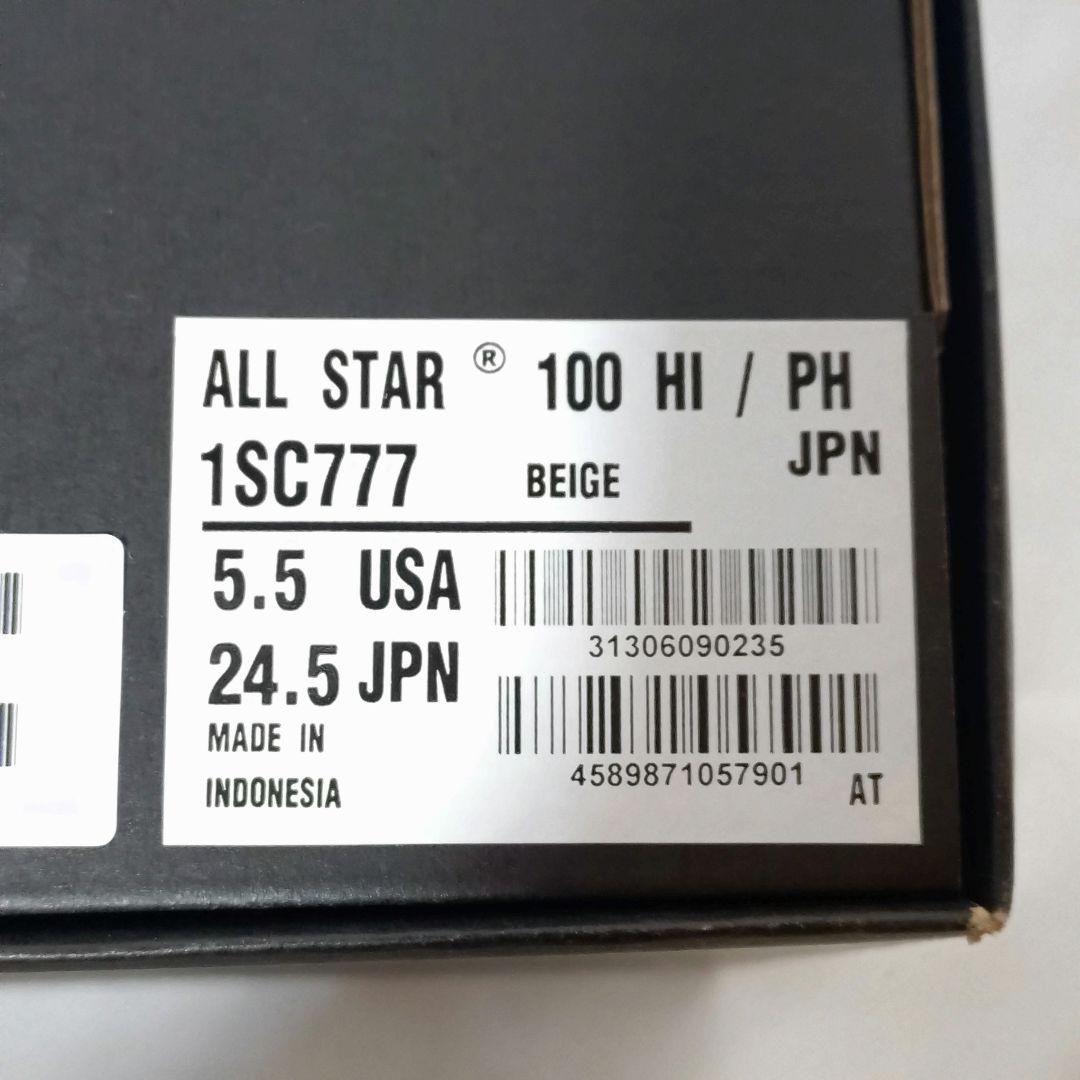 ALL STAR ® 100 HI / PH
1SC777 BEIGE JPN
5.5 USA
31306090235
24.5 JPN
MADE IN
4589871057901
INDONESIA AT